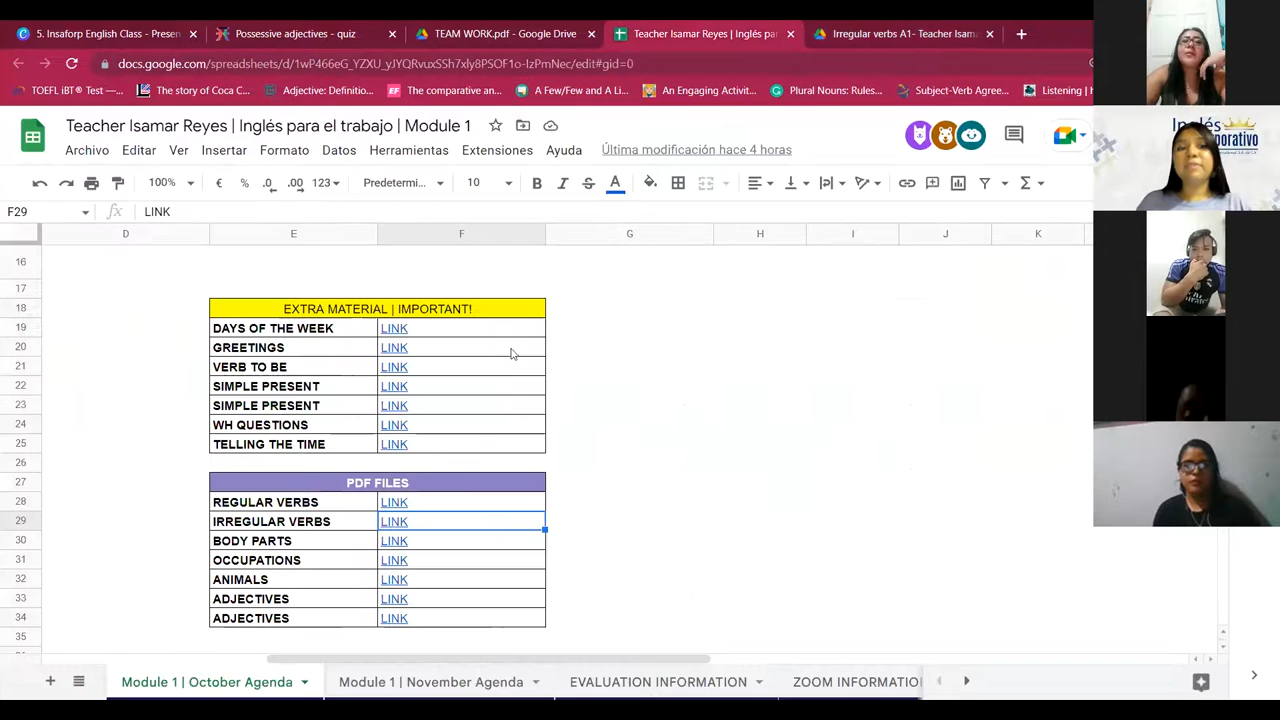 5. Insaforp English Class - Presen
Possessive adjectives - quiz
TEAM WORK.pdf - Google Drive
Teacher Isamar Reyes | Inglés par
Irregular verbs A1- Teacher Isam
docs.google.com/spreadsheets/d/1wP466eG_YZXU_yJYQRvuxSSh7xly8PSOF1o-IzPmNec/edit#gid=0
TOEFL iBT® Test —...
The story of Coca C...
Adjective: Definitio...
The comparative an...
A Few/Few and A Li...
An Engaging Activit...
Plural Nouns: Rules...
Subject-Verb Agree...
Listening | h
Teacher Isamar Reyes | Inglés para el trabajo | Module 1
Archivo Editar Ver Insertar Formato Datos Herramientas Extensiones Ayuda Última modificación hace 4 horas
100% € % .0 .00 123 Predetermi... 10 B I S A
F29 fx LINK
D E F G H I J K
16
17
18 EXTRA MATERIAL | IMPORTANT!
19 DAYS OF THE WEEK LINK
20 GREETINGS LINK
21 VERB TO BE LINK
22 SIMPLE PRESENT LINK
23 SIMPLE PRESENT LINK
24 WH QUESTIONS LINK
25 TELLING THE TIME LINK
26
27 PDF FILES
28 REGULAR VERBS LINK
29 IRREGULAR VERBS LINK
30 BODY PARTS LINK
31 OCCUPATIONS LINK
32 ANIMALS LINK
33 ADJECTIVES LINK
34 ADJECTIVES LINK
35
Module 1 | October Agenda Module 1 | November Agenda EVALUATION INFORMATION ZOOM INFORMATIO
Inglés
porativo